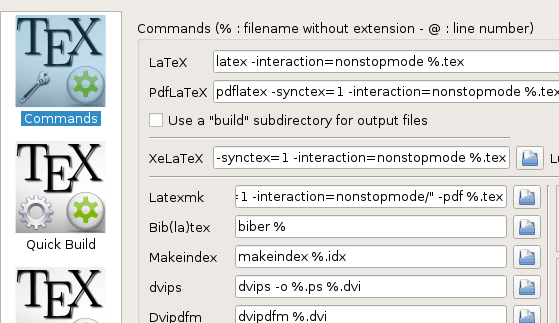 Commands (% : filename without extension - @ : line number)
TEX
Commands
LaTeX latex -interaction=nonstopmode %.tex
PdfLaTeX pdflatex -synctex=1 -interaction=nonstopmode %.tex
Use a "build" subdirectory for output files
XeLaTeX -synctex=1 -interaction=nonstopmode %.tex
TEX
Quick Build
Latexmk =1 -interaction=nonstopmode/" -pdf %.tex
Bib(la)tex biber %
Makeindex makeindex %.idx
TEX
dvips dvips -o %.ps %.dvi
Dvipdfm dvipdfm %.dvi